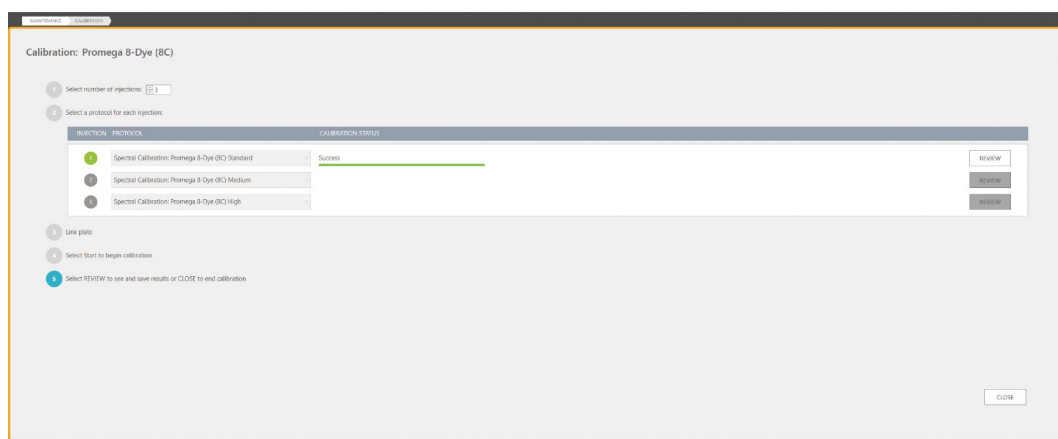 MAINTENANCE CALIBRATION
Calibration: Promega 8-Dye (8C)
1 Select number of injections: 3
2 Select a protocol for each injection:
INJECTION PROTOCOL CALIBRATION STATUS
1 Spectral Calibration: Promega 8-Dye (8C) Standard Success REVIEW
2 Spectral Calibration: Promega 8-Dye (8C) Medium REVIEW
3 Spectral Calibration: Promega 8-Dye (8C) High REVIEW
3 Link plate
4 Select Start to begin calibration
5 Select REVIEW to see and save results or CLOSE to end calibration
CLOSE